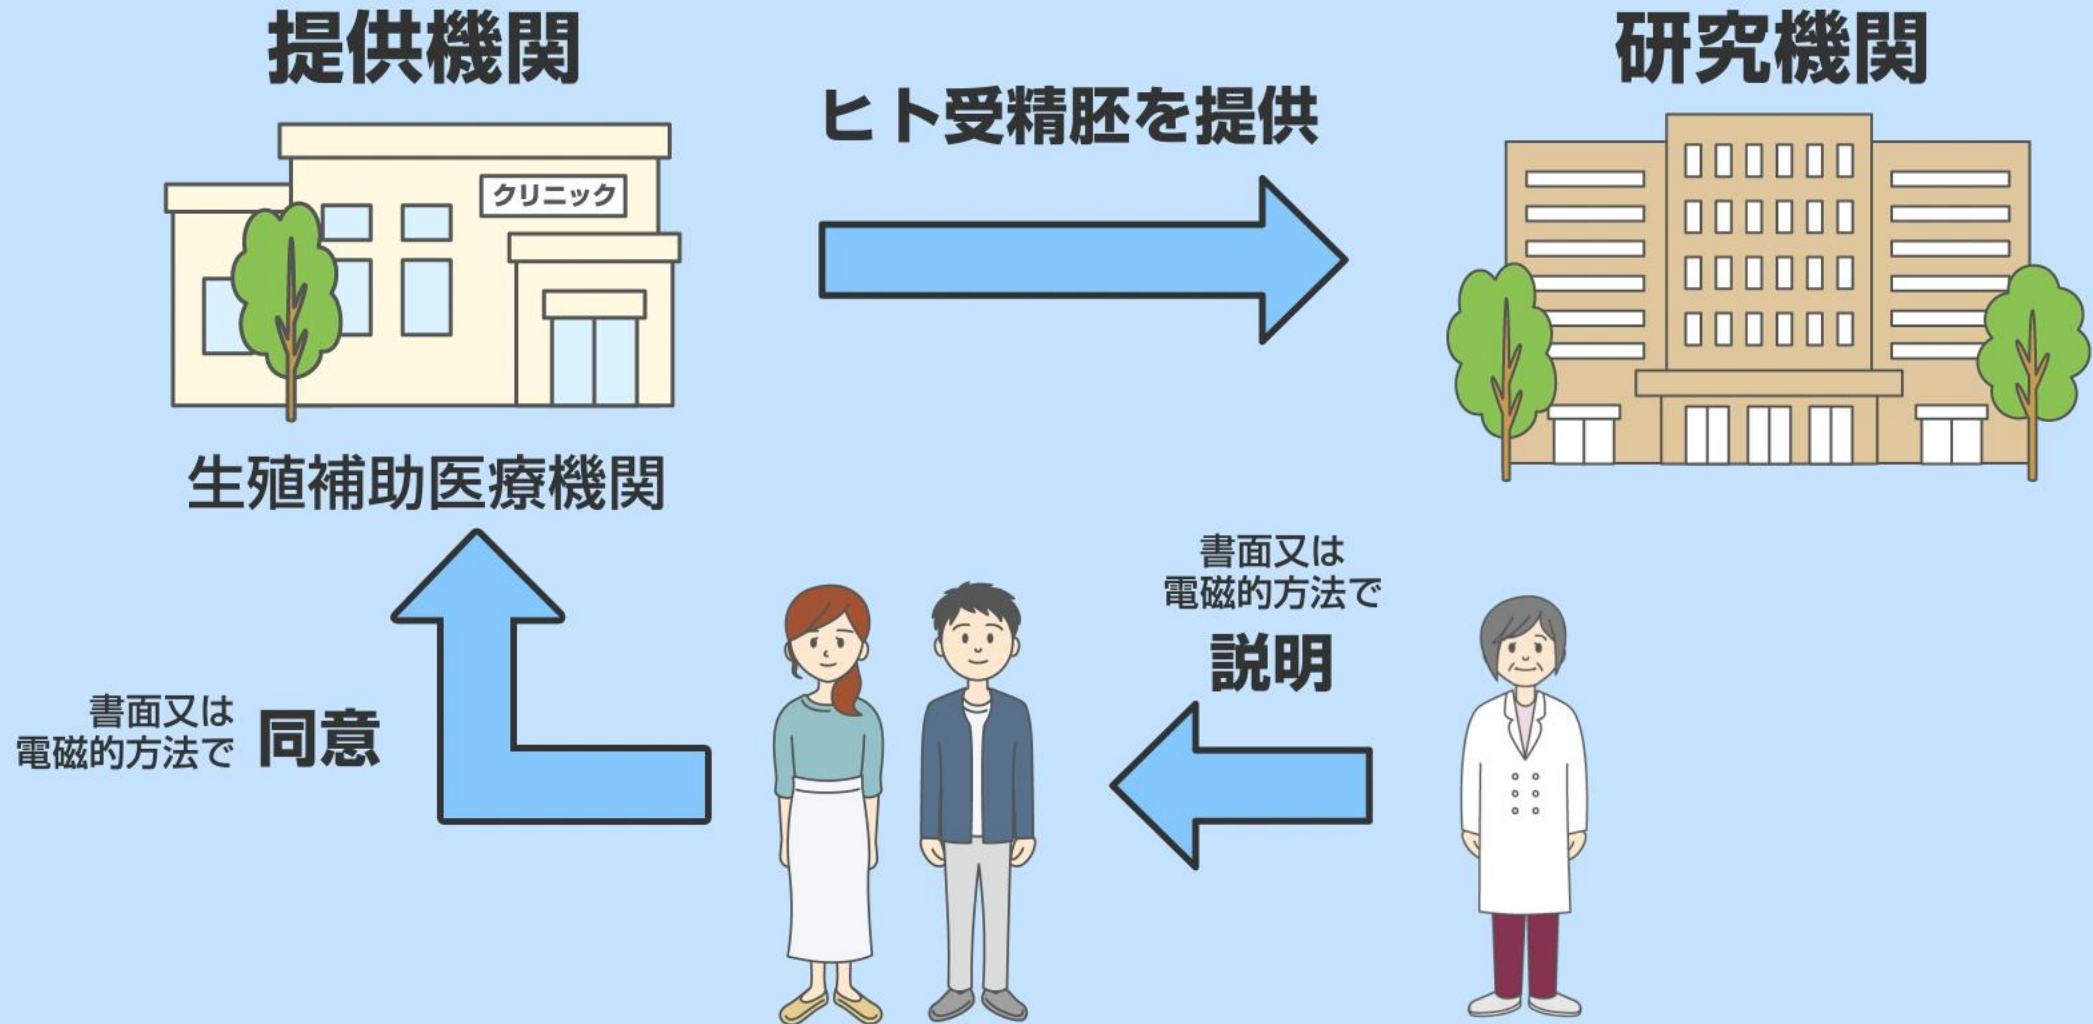 提供機関
研究機関
ヒト受精胚を提供
クリニック
生殖補助医療機関
書面又は
電磁的方法で
説明
書面又は
電磁的方法で
同意